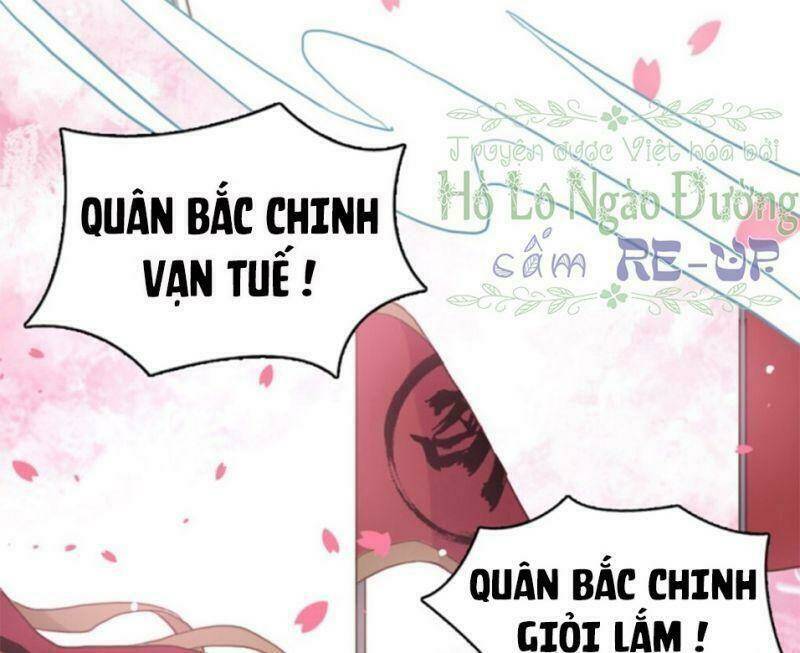 Truyện được Việt hóa bởi
Hồ Lô Ngào Đường
cấm RE-UP
QUÂN BẮC CHINH
VẠN TUẾ !
QUÂN BẮC CHINH
GIỎI LẮM !